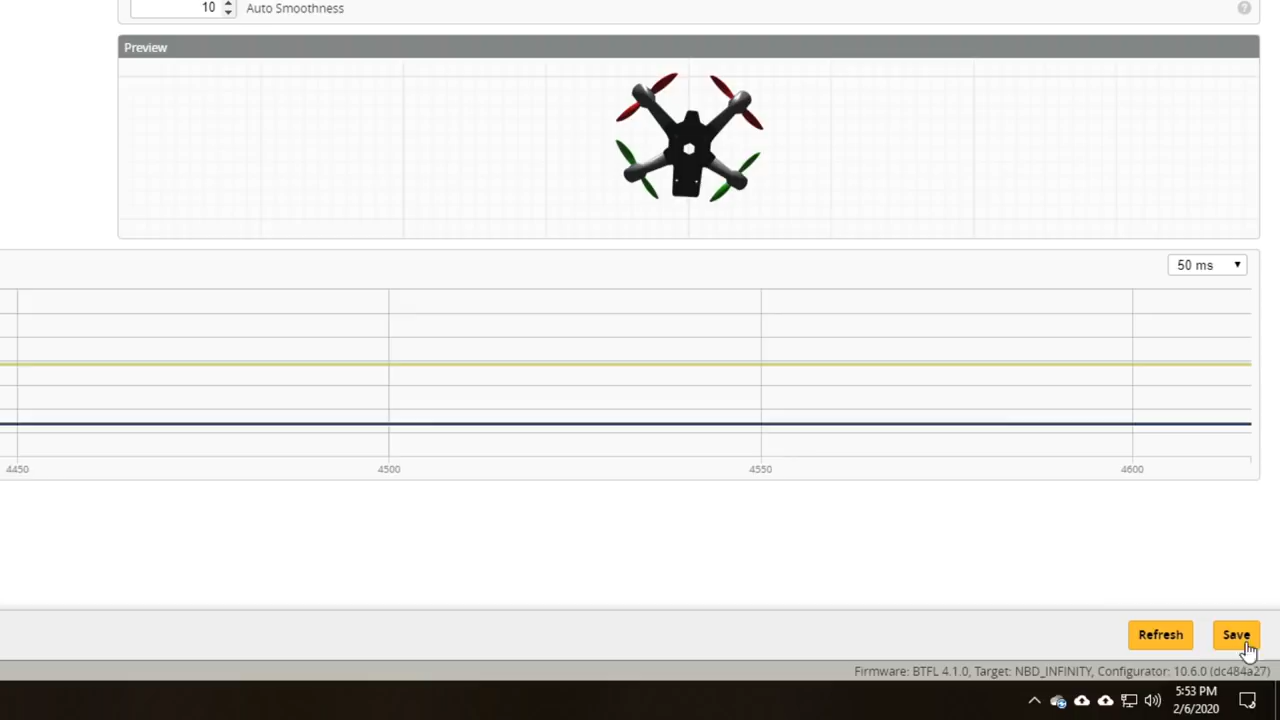 10 Auto Smoothness ?
Preview
50 ms
4450 4500 4550 4600
Refresh Save
Firmware: BTFL 4.1.0, Target: NBD_INFINITY, Configurator: 10.6.0 (dc484a27)
5:53 PM
2/6/2020